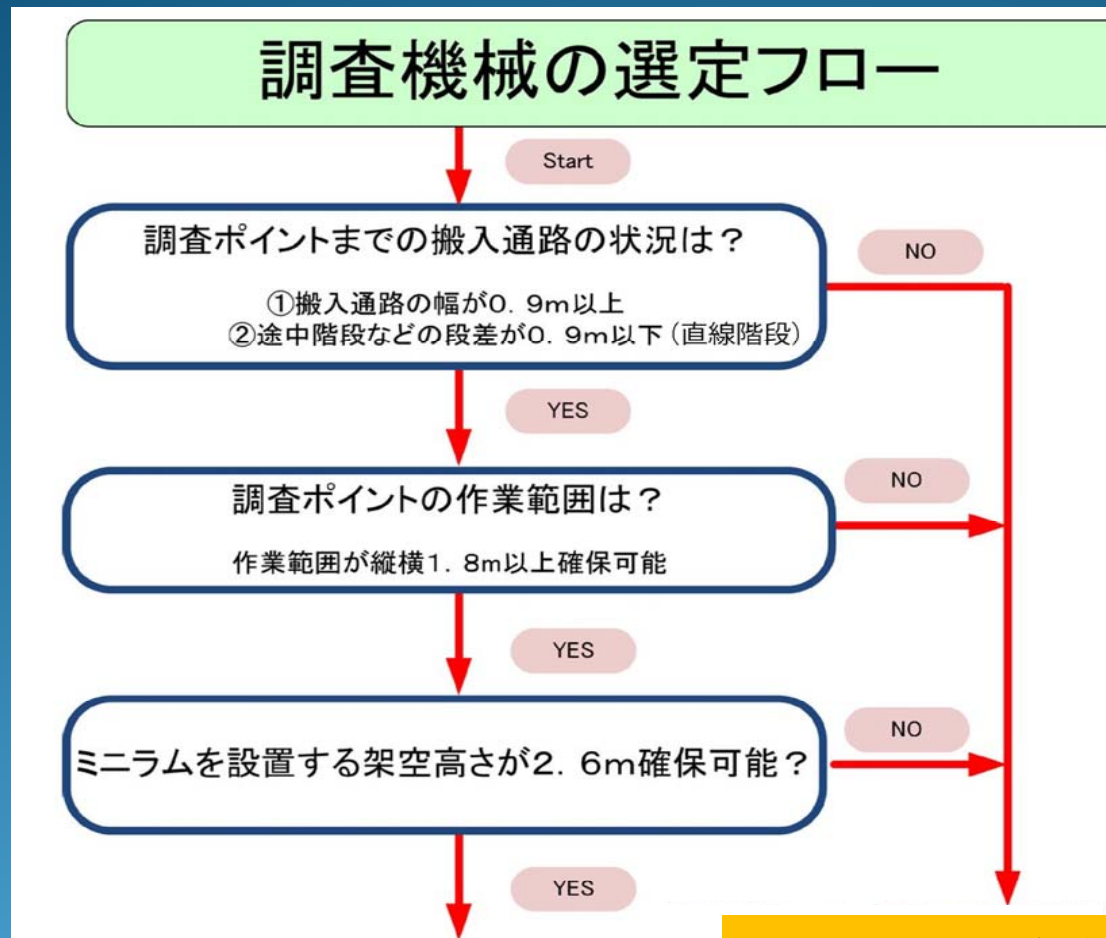 調査機械の選定フロー
Start
調査ポイントまでの搬入通路の状況は？
NO
①搬入通路の幅が０．９ｍ以上
②途中階段などの段差が０．９ｍ以下（直線階段）
YES
調査ポイントの作業範囲は？
NO
作業範囲が縦横１．８ｍ以上確保可能
YES
ミニラムを設置する架空高さが２．６ｍ確保可能？
NO
YES